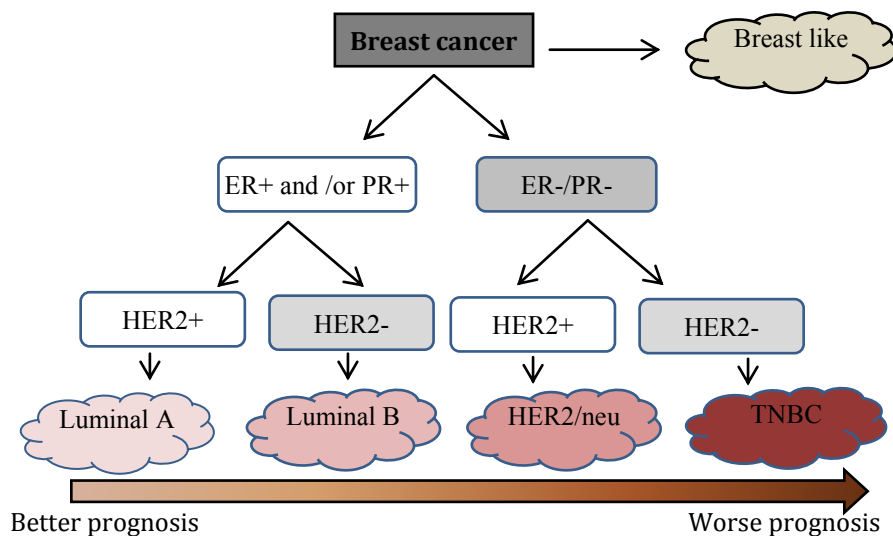 Breast cancer
Breast like
ER+ and /or PR+
ER-/PR-
HER2+
HER2-
HER2+
HER2-
Luminal A
Luminal B
HER2/neu
TNBC
Better prognosis
Worse prognosis